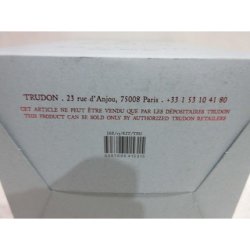 TRUDON . 23 rue d'Anjou, 75008 Paris . +33 1 53 10 41 80
CET ARTICLE NE PEUT ÊTRE VENDU QUE PAR LES DÉPOSITAIRES TRUDON
THIS PRODUCT CAN BE SOLD ONLY BY AUTHORIZED TRUDON RETAILERS